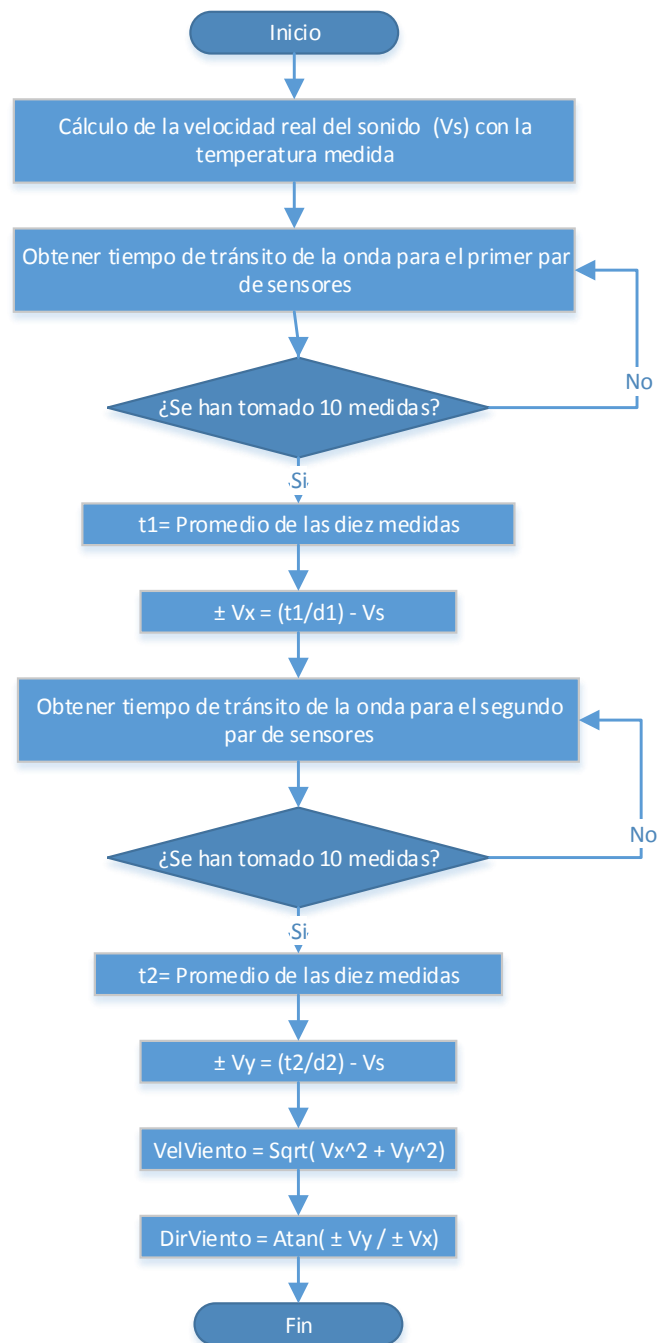 Inicio
Cálculo de la velocidad real del sonido (Vs) con la
temperatura medida
Obtener tiempo de tránsito de la onda para el primer par
de sensores
No
¿Se han tomado 10 medidas?
Si
t1= Promedio de las diez medidas
± Vx = (t1/d1) - Vs
Obtener tiempo de tránsito de la onda para el segundo
par de sensores
No
¿Se han tomado 10 medidas?
Si
t2= Promedio de las diez medidas
± Vy = (t2/d2) - Vs
VelViento = Sqrt( Vx^2 + Vy^2)
DirViento = Atan( ± Vy / ± Vx)
Fin